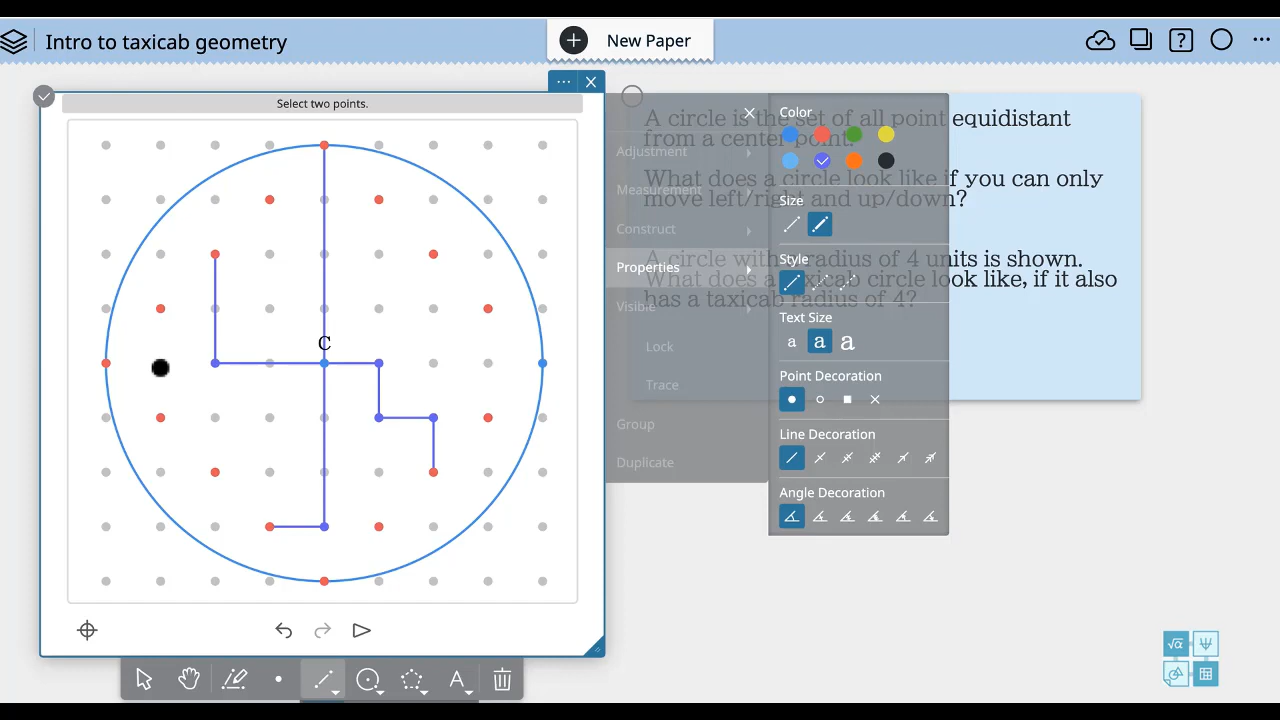 Intro to taxicab geometry
New Paper
Select two points.
C
Adjustment
Measurement
Construct
Properties
Visible
Lock
Trace
Group
Duplicate
Color
Size
Style
Text Size
a a a
Point Decoration
Line Decoration
Angle Decoration
A circle is the set of all point equidistant
from a center point.
What does a circle look like if you can only
move left/right and up/down?
A circle with a radius of 4 units is shown.
What does a taxicab circle look like, if it also
has a taxicab radius of 4?